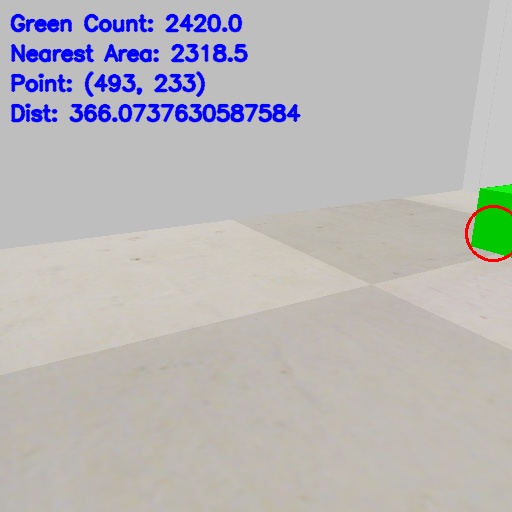 Green Count: 2420.0
Nearest Area: 2318.5
Point: (493, 233)
Dist: 366.0737630587584